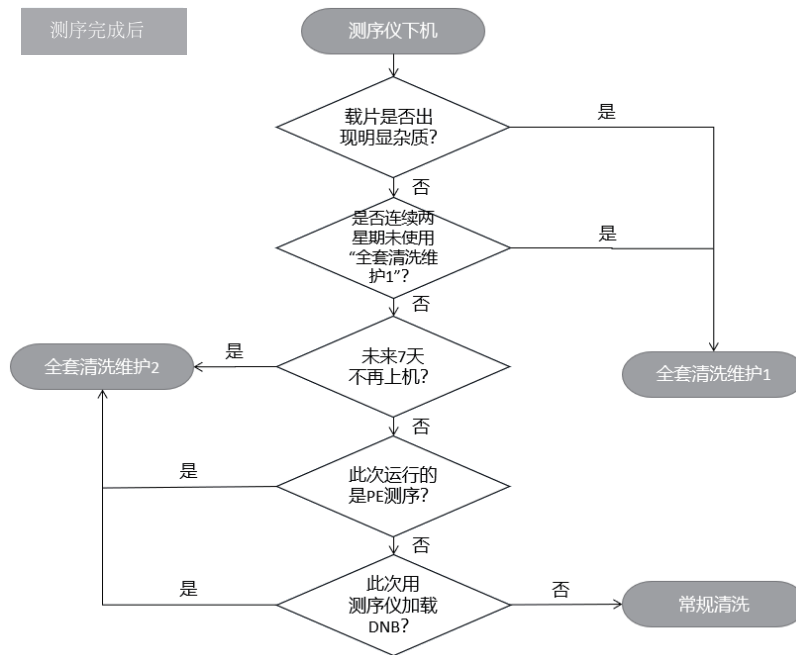 测序完成后
测序仪下机
载片是否出
现明显杂质?
是
否
是否连续两
星期未使用
“全套清洗维
护1”?
是
否
未来7天
不再上机?
是
全套清洗维护2
全套清洗维护1
否
此次运行的
是PE测序?
是
否
此次用
测序仪加载
DNB?
是
否
常规清洗